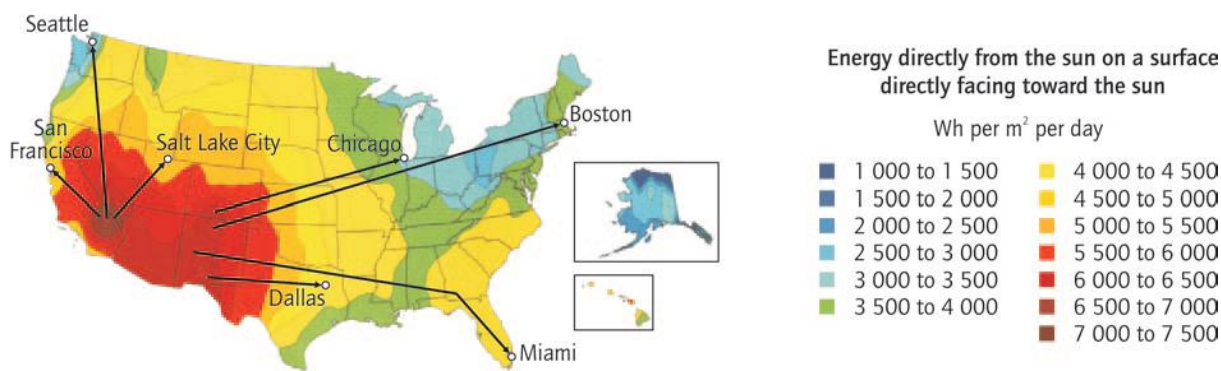 Seattle
San
Francisco
Salt Lake City
Chicago
Boston
Dallas
Miami
Energy directly from the sun on a surface
directly facing toward the sun
Wh per m² per day
1 000 to 1 500
1 500 to 2 000
2 000 to 2 500
2 500 to 3 000
3 000 to 3 500
3 500 to 4 000
4 000 to 4 500
4 500 to 5 000
5 000 to 5 500
5 500 to 6 000
6 000 to 6 500
6 500 to 7 000
7 000 to 7 500